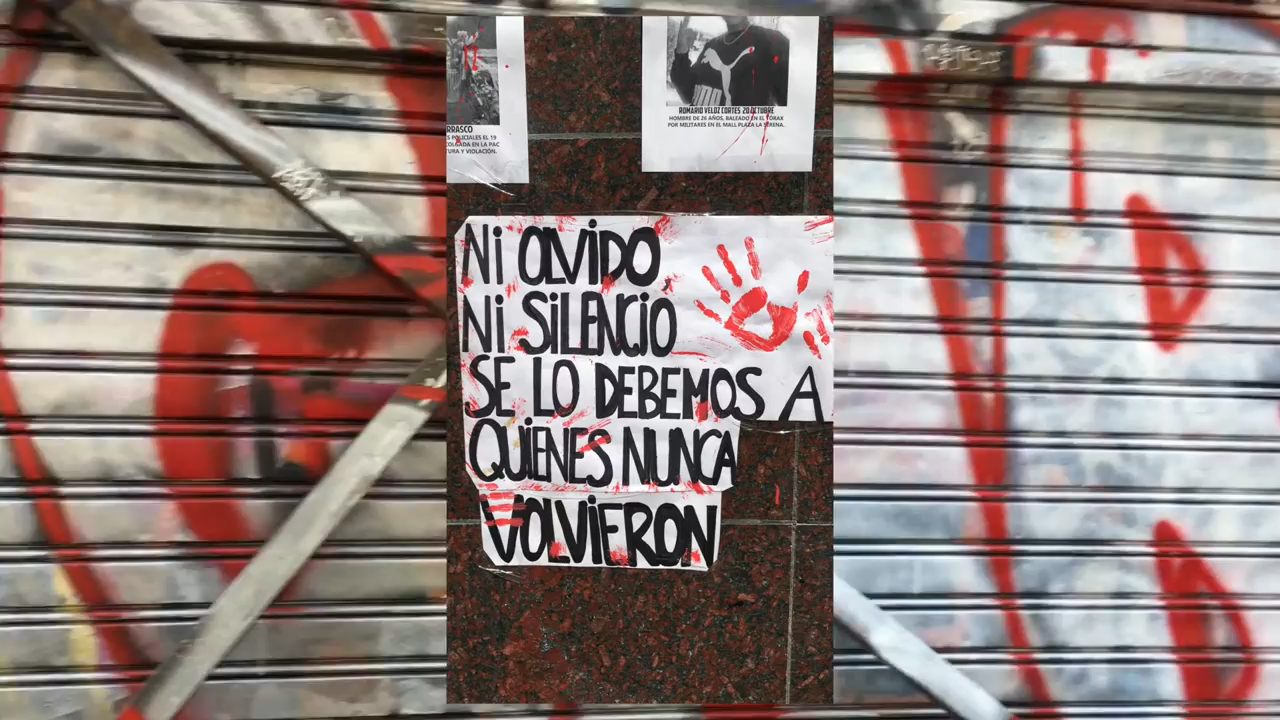 RRASCO
S POLICIALES EL 19
COLGADA EN LA PAC
TURA Y VIOLACIÓN.
ROMARIO VELOZ CORTES 20 OCTUBRE
HOMBRE DE 26 AÑOS, BALEADO EN EL TÓRAX
POR MILITARES EN EL MALL PLAZA LA SERENA.
Ni OLViDO
Ni SiLENCiO
SE LO DEBEMOS A
QUiENES NUNCA
VOLViERON